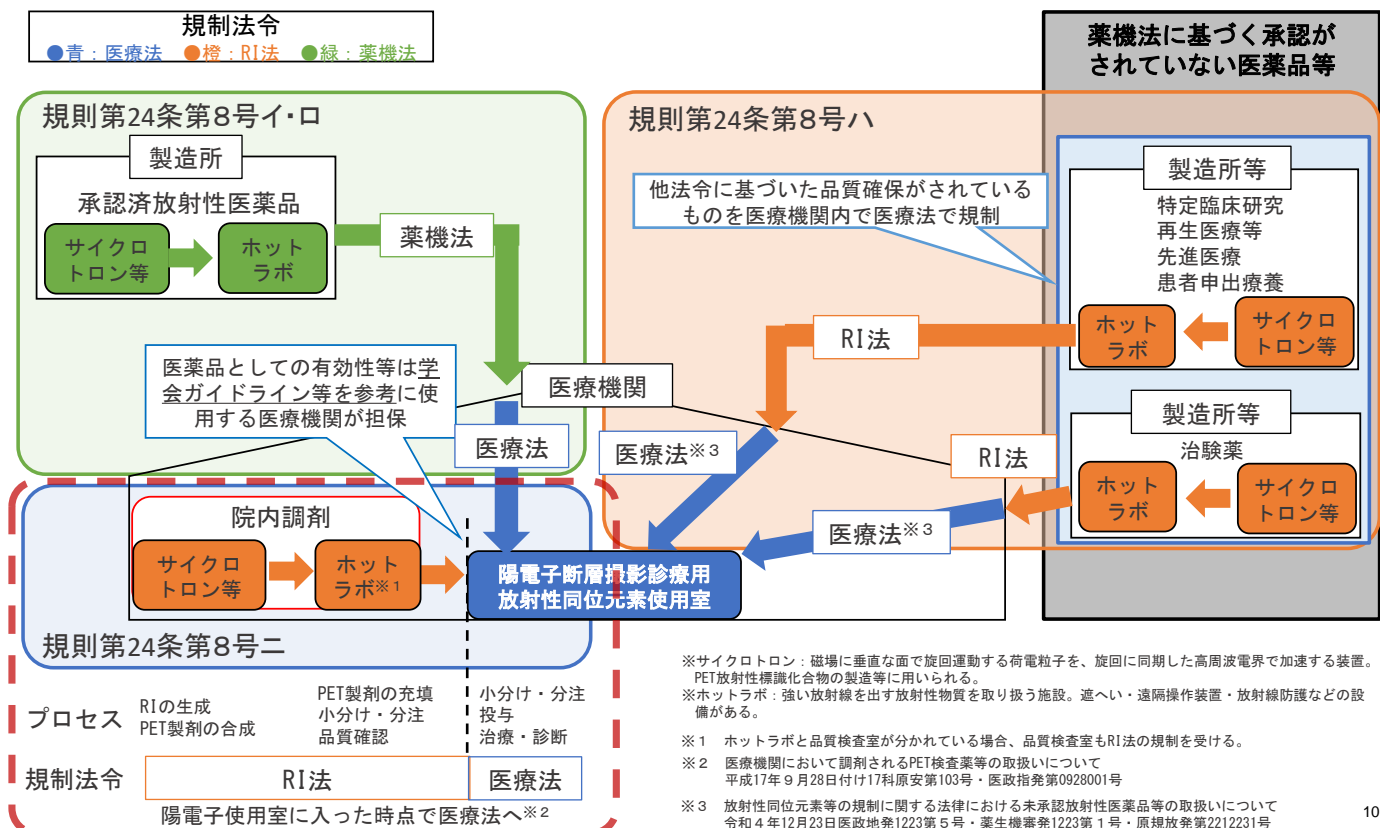 規制法令
●青：医療法 ●橙：RI法 ●緑：薬機法
薬機法に基づく承認が
されていない医薬品等
規則第24条第8号イ・ロ
製造所
承認済放射性医薬品
サイクロ
トロン等
ホット
ラボ
薬機法
規則第24条第8号ハ
他法令に基づいた品質確保がされている
ものを医療機関内で医療法で規制
製造所等
特定臨床研究
再生医療等
先進医療
患者申出療養
ホット
ラボ
サイクロ
トロン等
RI法
製造所等
治験薬
ホット
ラボ
サイクロ
トロン等
RI法
医薬品としての有効性等は学
会ガイドライン等を参考に使
用する医療機関が担保
医療機関
医療法
医療法※3
医療法※3
院内調剤
サイクロ
トロン等
ホット
ラボ※1
陽電子断層撮影診療用
放射性同位元素使用室
規則第24条第8号ニ
プロセス
RIの生成
PET製剤の合成
PET製剤の充填
小分け・分注
品質確認
小分け・分注
投与
治療・診断
規制法令
RI法
医療法
陽電子使用室に入った時点で医療法へ※2
※サイクロトロン：磁場に垂直な面で旋回運動する荷電粒子を、旋回に同期した高周波電界で加速する装置。
PET放射性標識化合物の製造等に用いられる。
※ホットラボ：強い放射線を出す放射性物質を取り扱う施設。遮へい・遠隔操作装置・放射線防護などの設
備がある。
※１ ホットラボと品質検査室が分かれている場合、品質検査室もRI法の規制を受ける。
※２ 医療機関において調剤されるPET検査薬等の取扱いについて
平成17年９月28日付け17科原安第103号・医政指発第0928001号
※３ 放射性同位元素等の規制に関する法律における未承認放射性医薬品等の取扱いについて
令和４年12月23日医政地発1223第５号・薬生機審発1223第１号・原規放発第2212231号
10